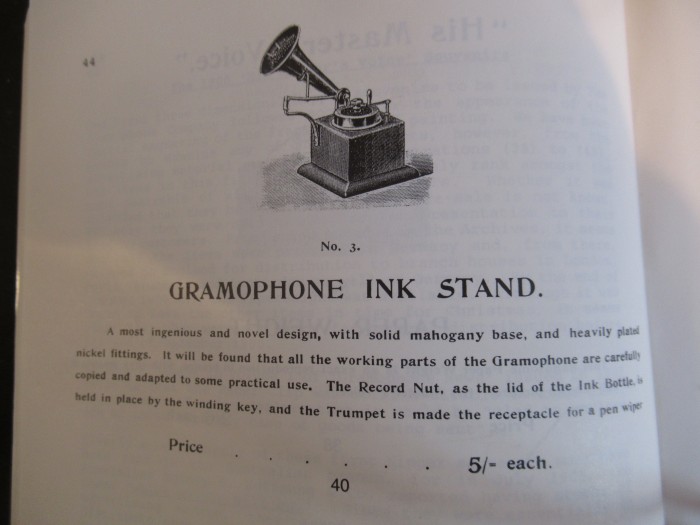 44
"His Master's Voice."
No. 3.
GRAMOPHONE INK STAND.
A most ingenious and novel design, with solid mahogany base, and heavily plated
nickel fittings. It will be found that all the working parts of the Gramophone are carefully
copied and adapted to some practical use. The Record Nut, as the lid of the Ink Bottle, is
held in place by the winding key, and the Trumpet is made the receptacle for a pen wiper
Price . . . . . . 5/- each.
40